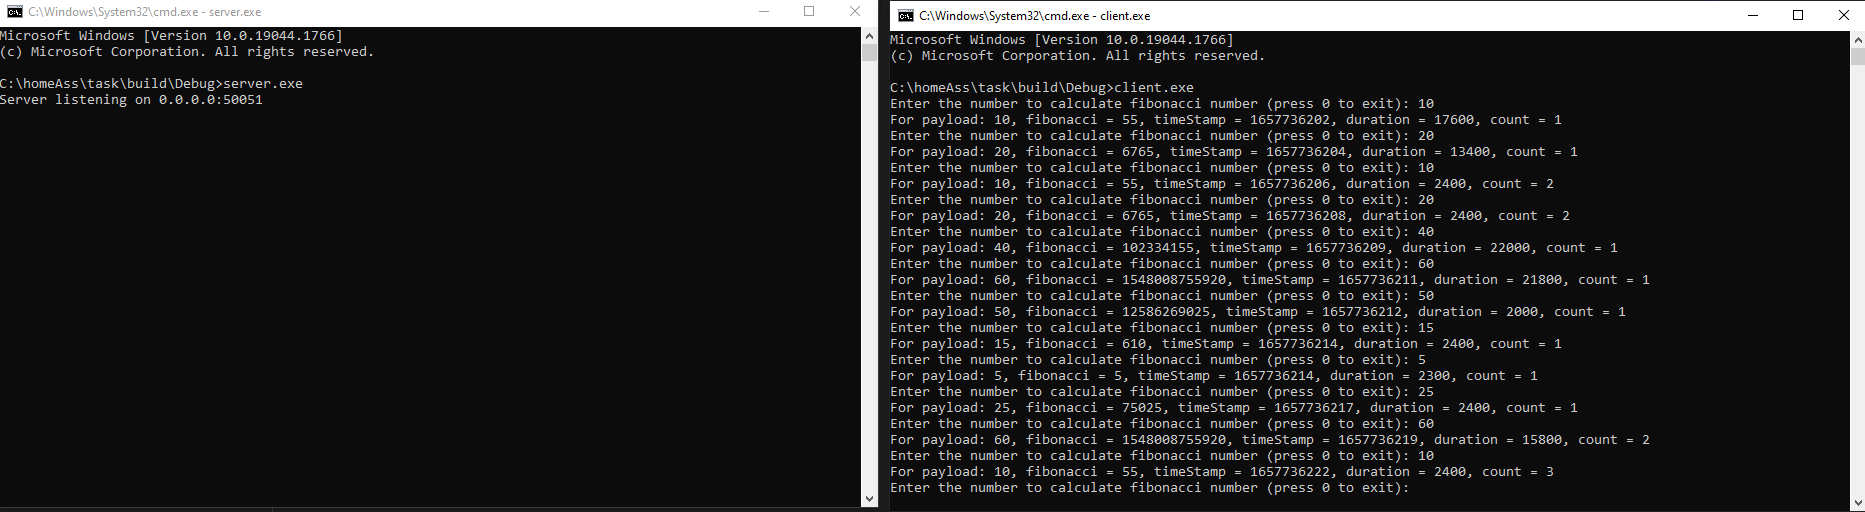 C:\Windows\System32\cmd.exe - server.exe
Microsoft Windows [Version 10.0.19044.1766]
(c) Microsoft Corporation. All rights reserved.
C:\homeAss\task\build\Debug>server.exe
Server listening on 0.0.0.0:50051
C:\Windows\System32\cmd.exe - client.exe
Microsoft Windows [Version 10.0.19044.1766]
(c) Microsoft Corporation. All rights reserved.
C:\homeAss\task\build\Debug>client.exe
Enter the number to calculate fibonacci number (press 0 to exit): 10
For payload: 10, fibonacci = 55, timeStamp = 1657736202, duration = 17600, count = 1
Enter the number to calculate fibonacci number (press 0 to exit): 20
For payload: 20, fibonacci = 6765, timeStamp = 1657736204, duration = 13400, count = 1
Enter the number to calculate fibonacci number (press 0 to exit): 10
For payload: 10, fibonacci = 55, timeStamp = 1657736206, duration = 2400, count = 2
Enter the number to calculate fibonacci number (press 0 to exit): 20
For payload: 20, fibonacci = 6765, timeStamp = 1657736208, duration = 2400, count = 2
Enter the number to calculate fibonacci number (press 0 to exit): 40
For payload: 40, fibonacci = 102334155, timeStamp = 1657736209, duration = 22000, count = 1
Enter the number to calculate fibonacci number (press 0 to exit): 60
For payload: 60, fibonacci = 1548008755920, timeStamp = 1657736211, duration = 21800, count = 1
Enter the number to calculate fibonacci number (press 0 to exit): 50
For payload: 50, fibonacci = 12586269025, timeStamp = 1657736212, duration = 2000, count = 1
Enter the number to calculate fibonacci number (press 0 to exit): 15
For payload: 15, fibonacci = 610, timeStamp = 1657736214, duration = 2400, count = 1
Enter the number to calculate fibonacci number (press 0 to exit): 5
For payload: 5, fibonacci = 5, timeStamp = 1657736214, duration = 2300, count = 1
Enter the number to calculate fibonacci number (press 0 to exit): 25
For payload: 25, fibonacci = 75025, timeStamp = 1657736217, duration = 2400, count = 1
Enter the number to calculate fibonacci number (press 0 to exit): 60
For payload: 60, fibonacci = 1548008755920, timeStamp = 1657736219, duration = 15800, count = 2
Enter the number to calculate fibonacci number (press 0 to exit): 10
For payload: 10, fibonacci = 55, timeStamp = 1657736222, duration = 2400, count = 3
Enter the number to calculate fibonacci number (press 0 to exit):